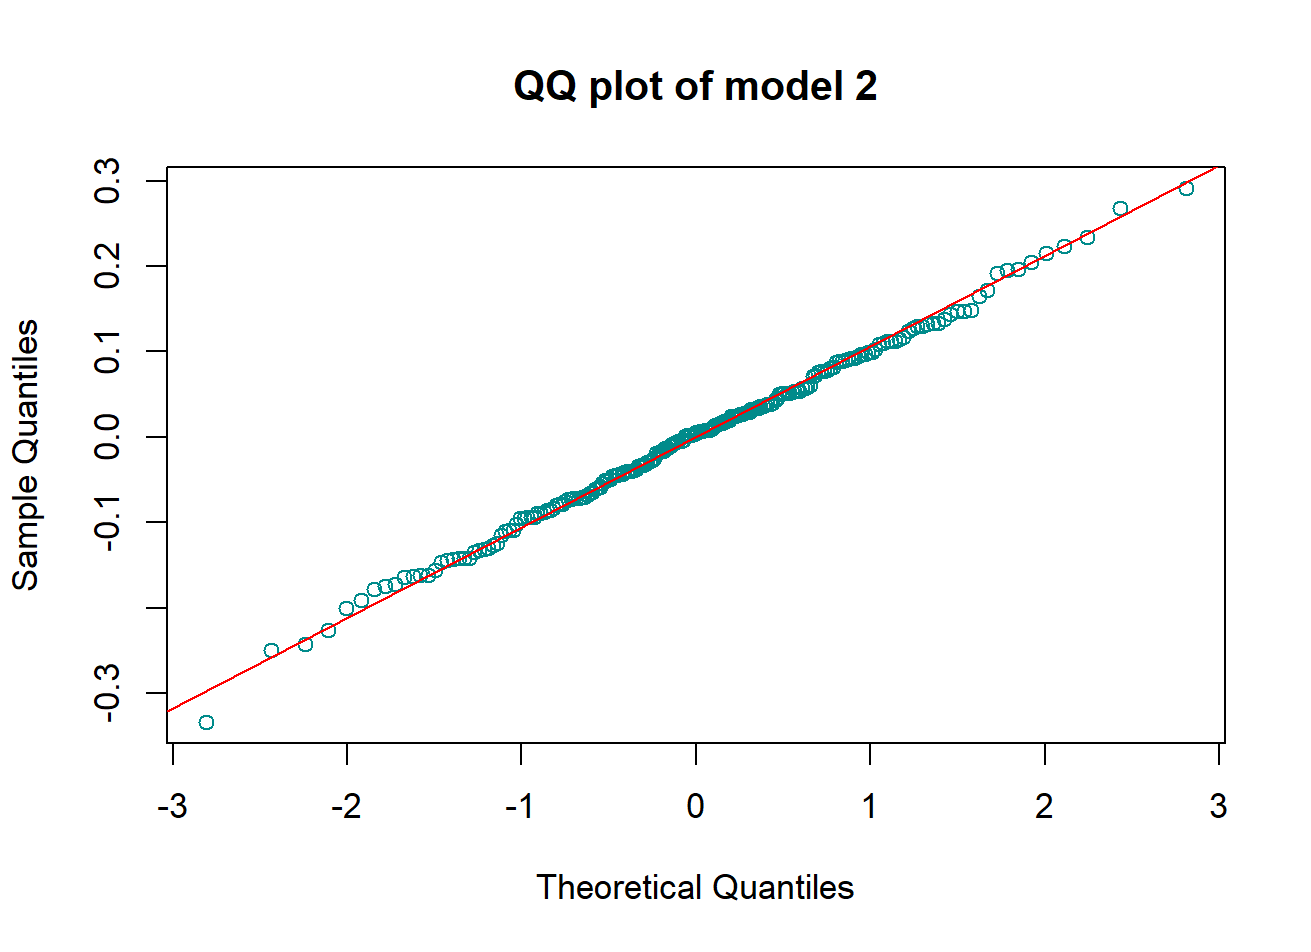 QQ plot of model 2
Sample Quantiles
0.3
0.2
0.1
0.0
-0.1
-0.3
-3 -2 -1 0 1 2 3
Theoretical Quantiles